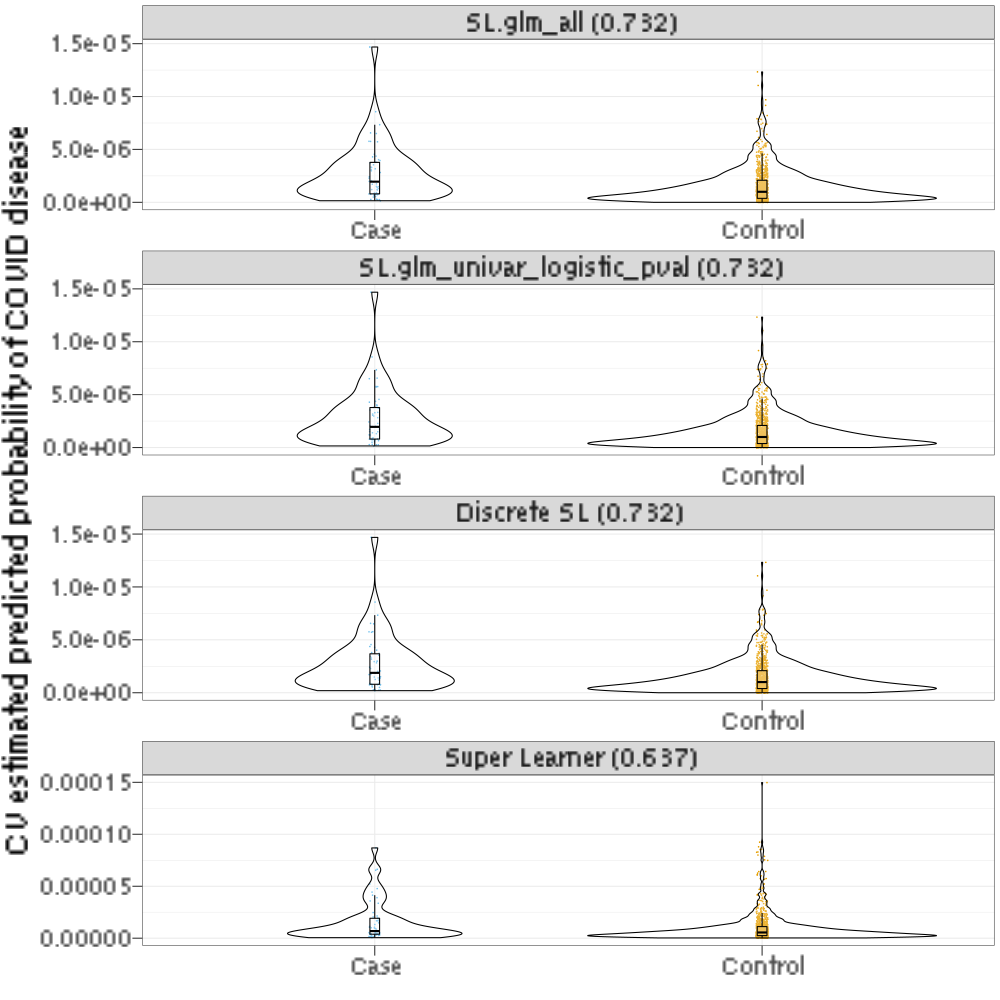 CV estimated predicted probability of COVID disease
SL.glm_all (0.732)
1.5e-05
1.0e-05
5.0e-06
0.0e+00
Case Control
SL.glm_univar_logistic_pval (0.732)
1.5e-05
1.0e-05
5.0e-06
0.0e+00
Case Control
Discrete SL (0.732)
1.5e-05
1.0e-05
5.0e-06
0.0e+00
Case Control
Super Learner (0.637)
0.00015
0.00010
0.00005
0.00000
Case Control